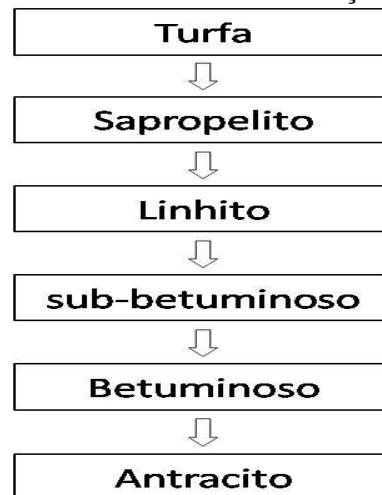 Turfa
Sapropelito
Linhito
sub-betuminoso
Betuminoso
Antracito